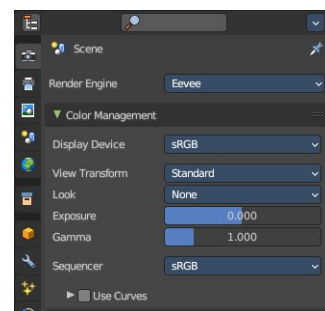 Scene
Render Engine Eevee
Color Management
Display Device sRGB
View Transform Standard
Look None
Exposure 0.000
Gamma 1.000
Sequencer sRGB
Use Curves